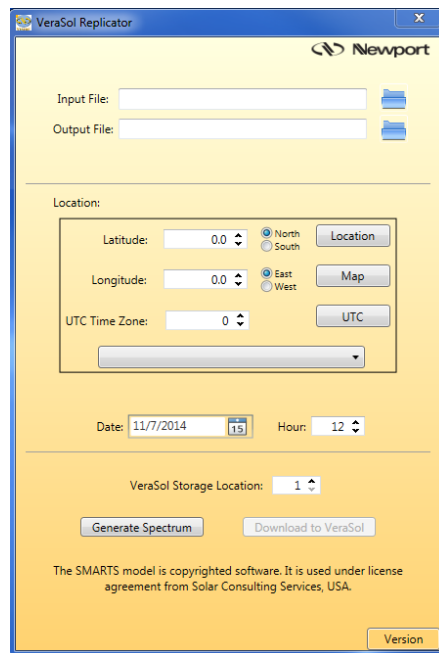 VeraSol Replicator
Newport
Input File:
Output File:
Location:
Latitude: 0.0 North South Location
Longitude: 0.0 East West Map
UTC Time Zone: 0 UTC
Date: 11/7/2014 15 Hour: 12
VeraSol Storage Location: 1
Generate Spectrum Download to VeraSol
The SMARTS model is copyrighted software. It is used under license
agreement from Solar Consulting Services, USA.
Version